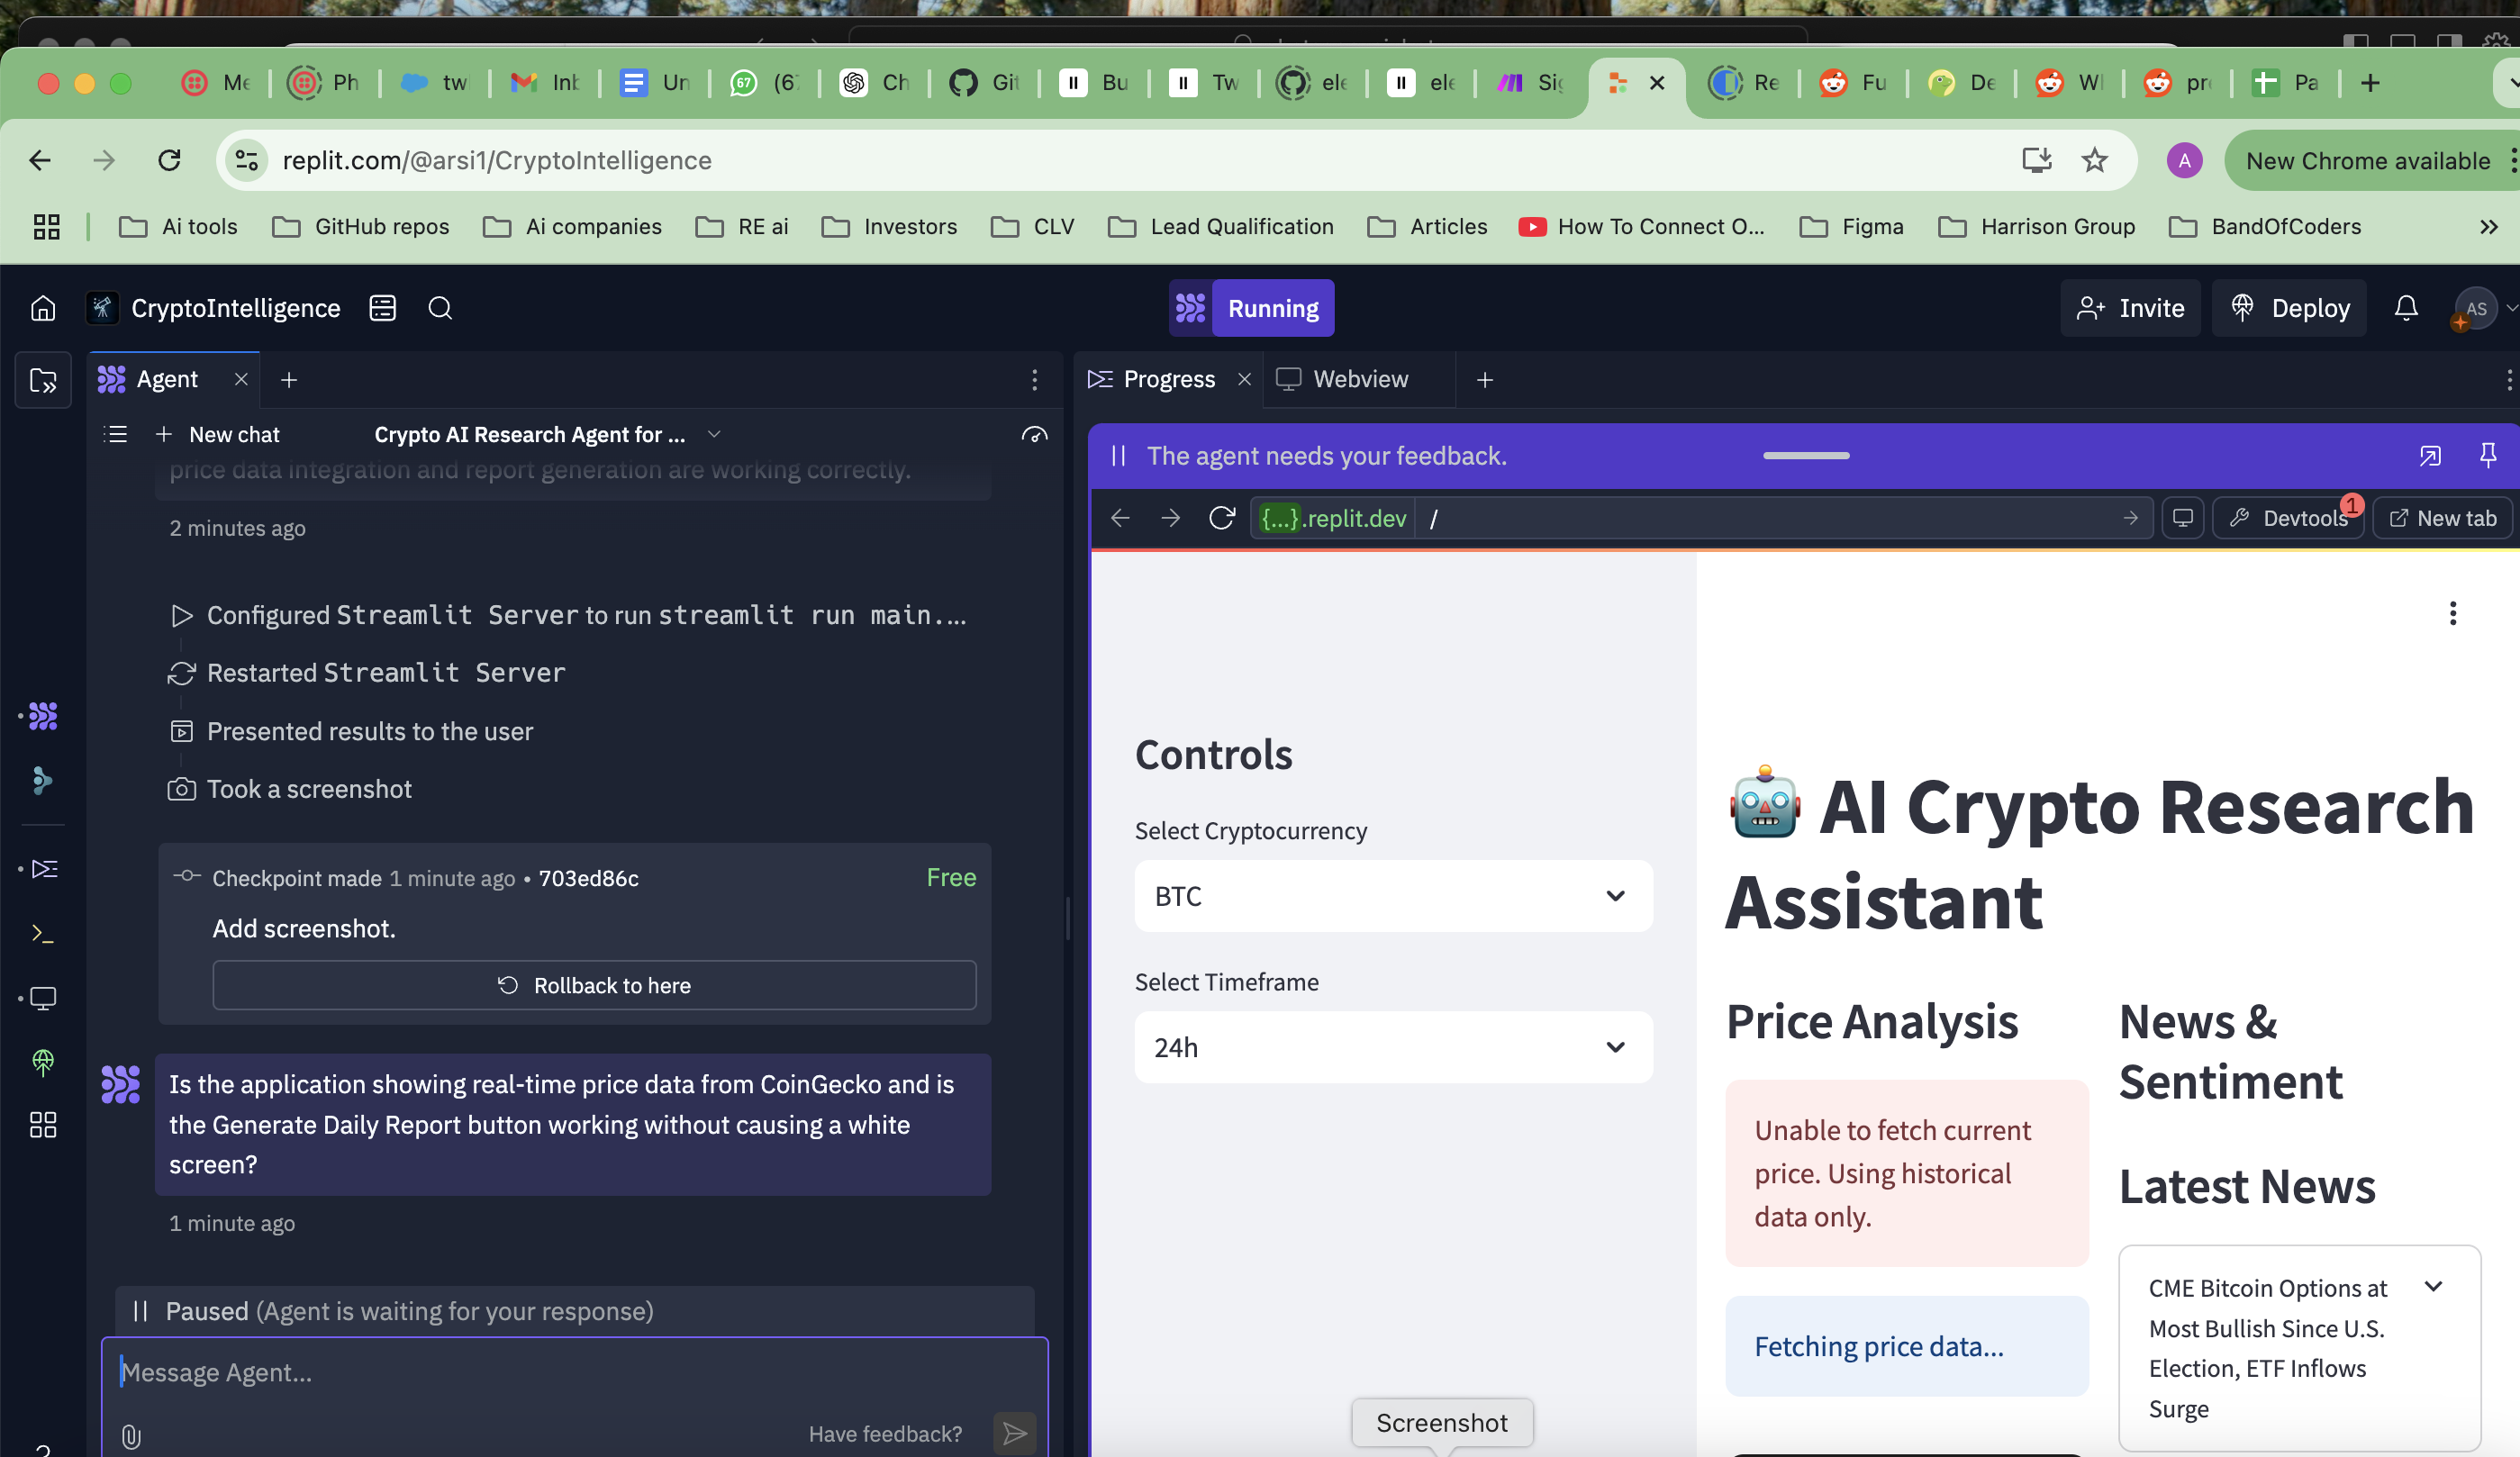 Me
Ph
tw
Inb
Un
67
(67
Ch
Git
Bu
Tw
ele
ele
Sig
Re
Fu
De
Wh
pr
Pa
replit.com/@arsi1/CryptoIntelligence
A
New Chrome available
Ai tools
GitHub repos
Ai companies
RE ai
Investors
CLV
Lead Qualification
Articles
How To Connect O...
Figma
Harrison Group
BandOfCoders
CryptoIntelligence
Running
Invite
Deploy
AS
Agent
Progress
Webview
New chat
Crypto AI Research Agent for ...
The agent needs your feedback.
price data integration and report generation are working correctly.
2 minutes ago
{...}.replit.dev
/
Devtools
1
New tab
Configured Streamlit Server to run streamlit run main....
Restarted Streamlit Server
Presented results to the user
Took a screenshot
Checkpoint made 1 minute ago • 703ed86c
Free
Add screenshot.
Rollback to here
Is the application showing real-time price data from CoinGecko and is
the Generate Daily Report button working without causing a white
screen?
1 minute ago
Paused (Agent is waiting for your response)
Message Agent...
Have feedback?
Controls
Select Cryptocurrency
BTC
Select Timeframe
24h
AI Crypto Research
Assistant
Price Analysis
Unable to fetch current
price. Using historical
data only.
Fetching price data...
News &
Sentiment
Latest News
CME Bitcoin Options at
Most Bullish Since U.S.
Election, ETF Inflows
Surge
Screenshot